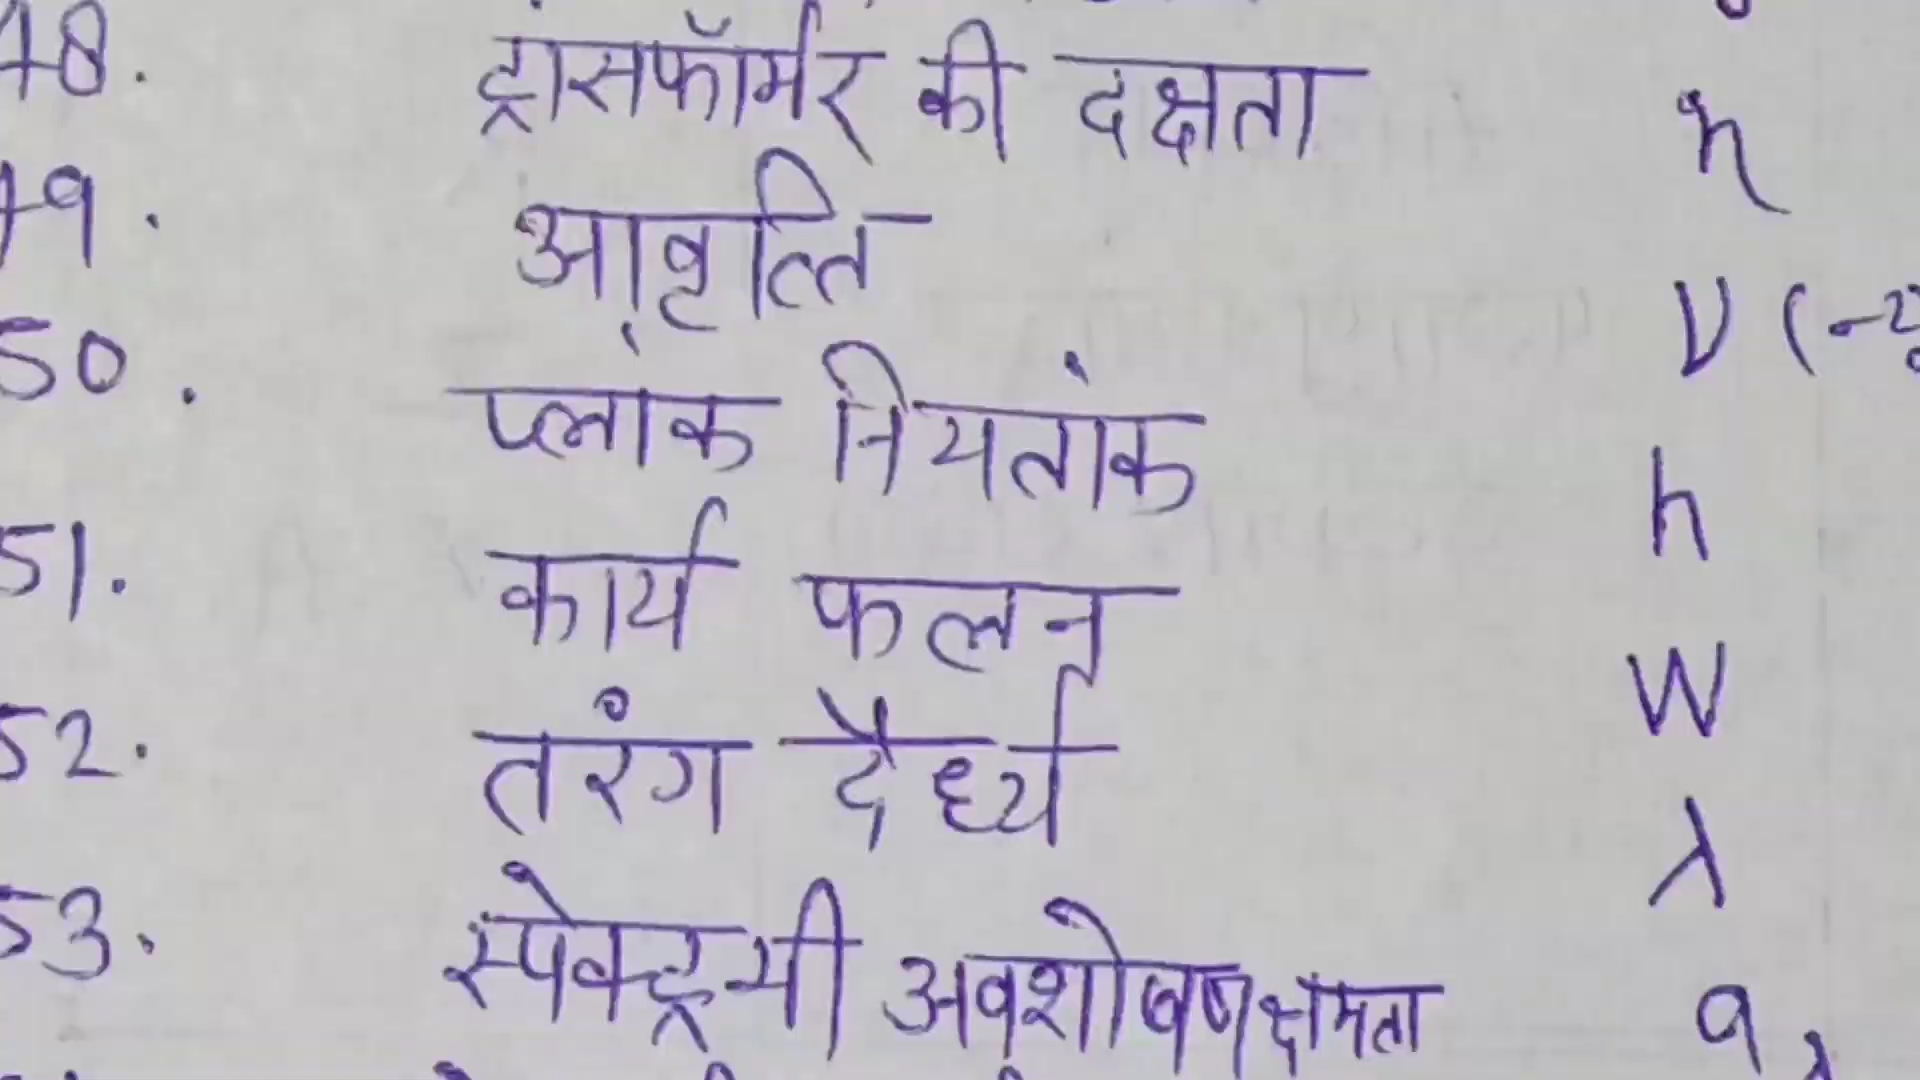 48. ट्रांसफॉर्मर की दक्षता η
49. आवृत्ति ν (
50. प्लांक नियतांक h
51. कार्य फलन W
52. तरंग दैर्ध्य λ
53. स्पेक्ट्रमी अवशोषण क्षमता a λ